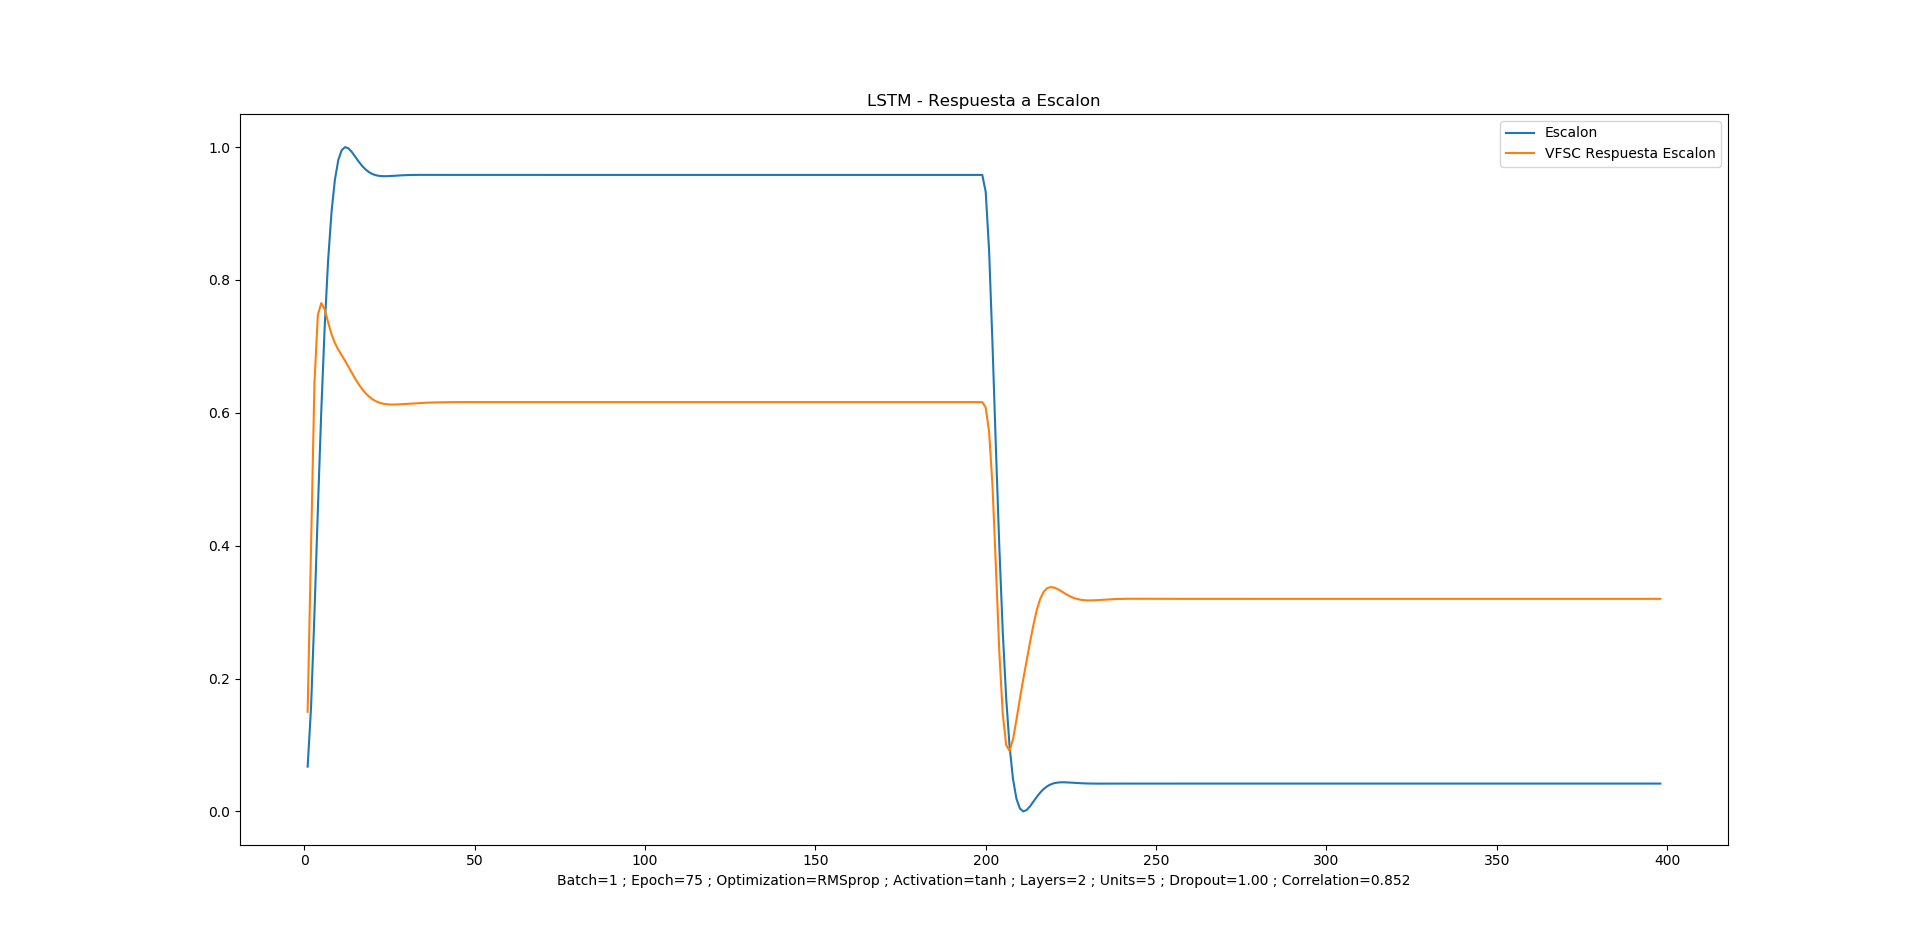 LSTM - Respuesta a Escalon
Escalon
VFSC Respuesta Escalon
1.0
0.8
0.6
0.4
0.2
0.0
0 50 100 150 200 250 300 350 400
Batch=1 ; Epoch=75 ; Optimization=RMSprop ; Activation=tanh ; Layers=2 ; Units=5 ; Dropout=1.00 ; Correlation=0.852